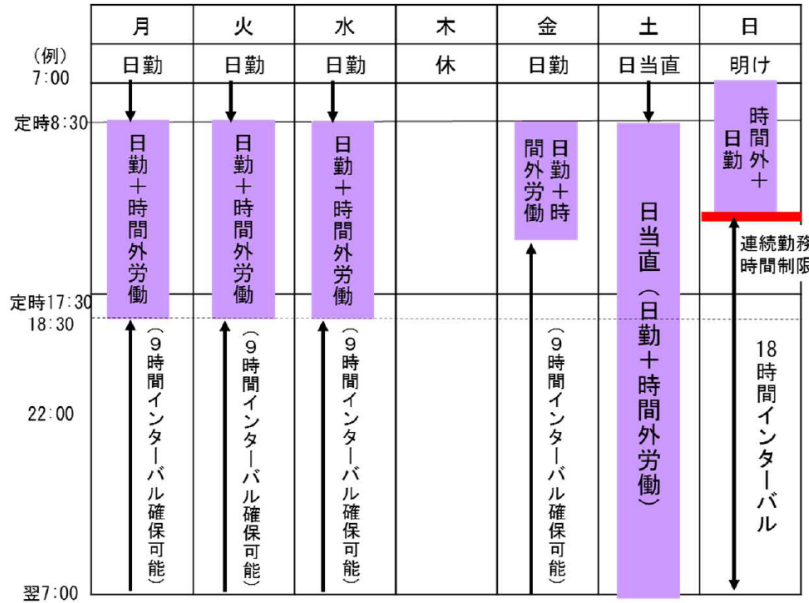 月 火 水 木 金 土 日
(例)
7:00
日勤 日勤 日勤 休 日勤 日当直 明け
定時8:30
日勤+時間外労働
日勤+時間外労働
日勤+時間外労働
日勤+時
間外労働
日当直(日勤+時間外労働)
時間外+
日勤
連続勤務
時間制限
定時17:30
18:30
22:00
翌7:00
(9時間インターバル確保可能)
(9時間インターバル確保可能)
(9時間インターバル確保可能)
(9時間インターバル確保可能)
18時間インターバル